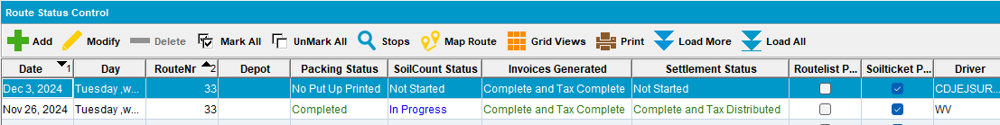 Route Status Control
Add Modify Delete Mark All UnMark All Stops Map Route Grid Views Print Load More Load All
Date 1 Day RouteNr 2 Depot Packing Status SoilCount Status Invoices Generated Settlement Status Routelist P... Soilticket P... Driver
Dec 3, 2024 Tuesday ,w... 33 No Put Up Printed Not Started Complete and Tax Complete Not Started CDJEJSUR...
Nov 26, 2024 Tuesday ,w... 33 Completed In Progress Complete and Tax Complete Complete and Tax Distributed WV